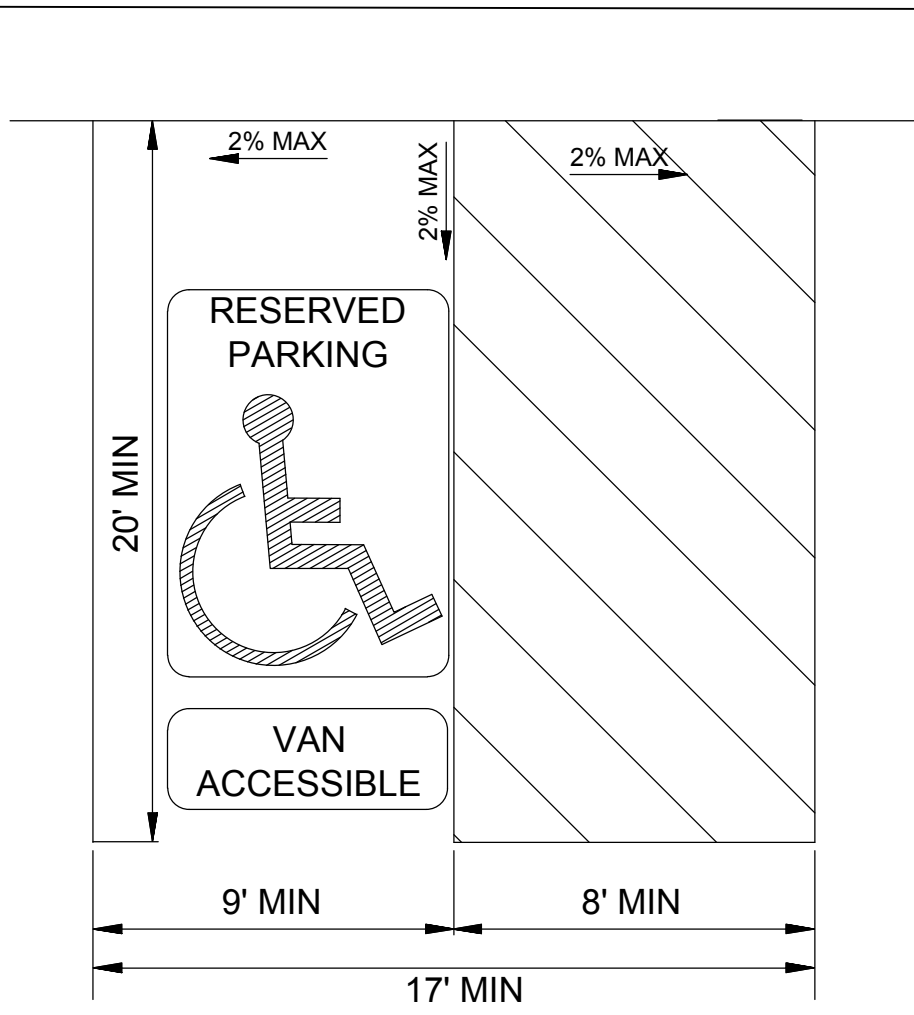 2% MAX
2% MAX
2% MAX
RESERVED
PARKING
20' MIN
VAN
ACCESSIBLE
9' MIN
8' MIN
17' MIN